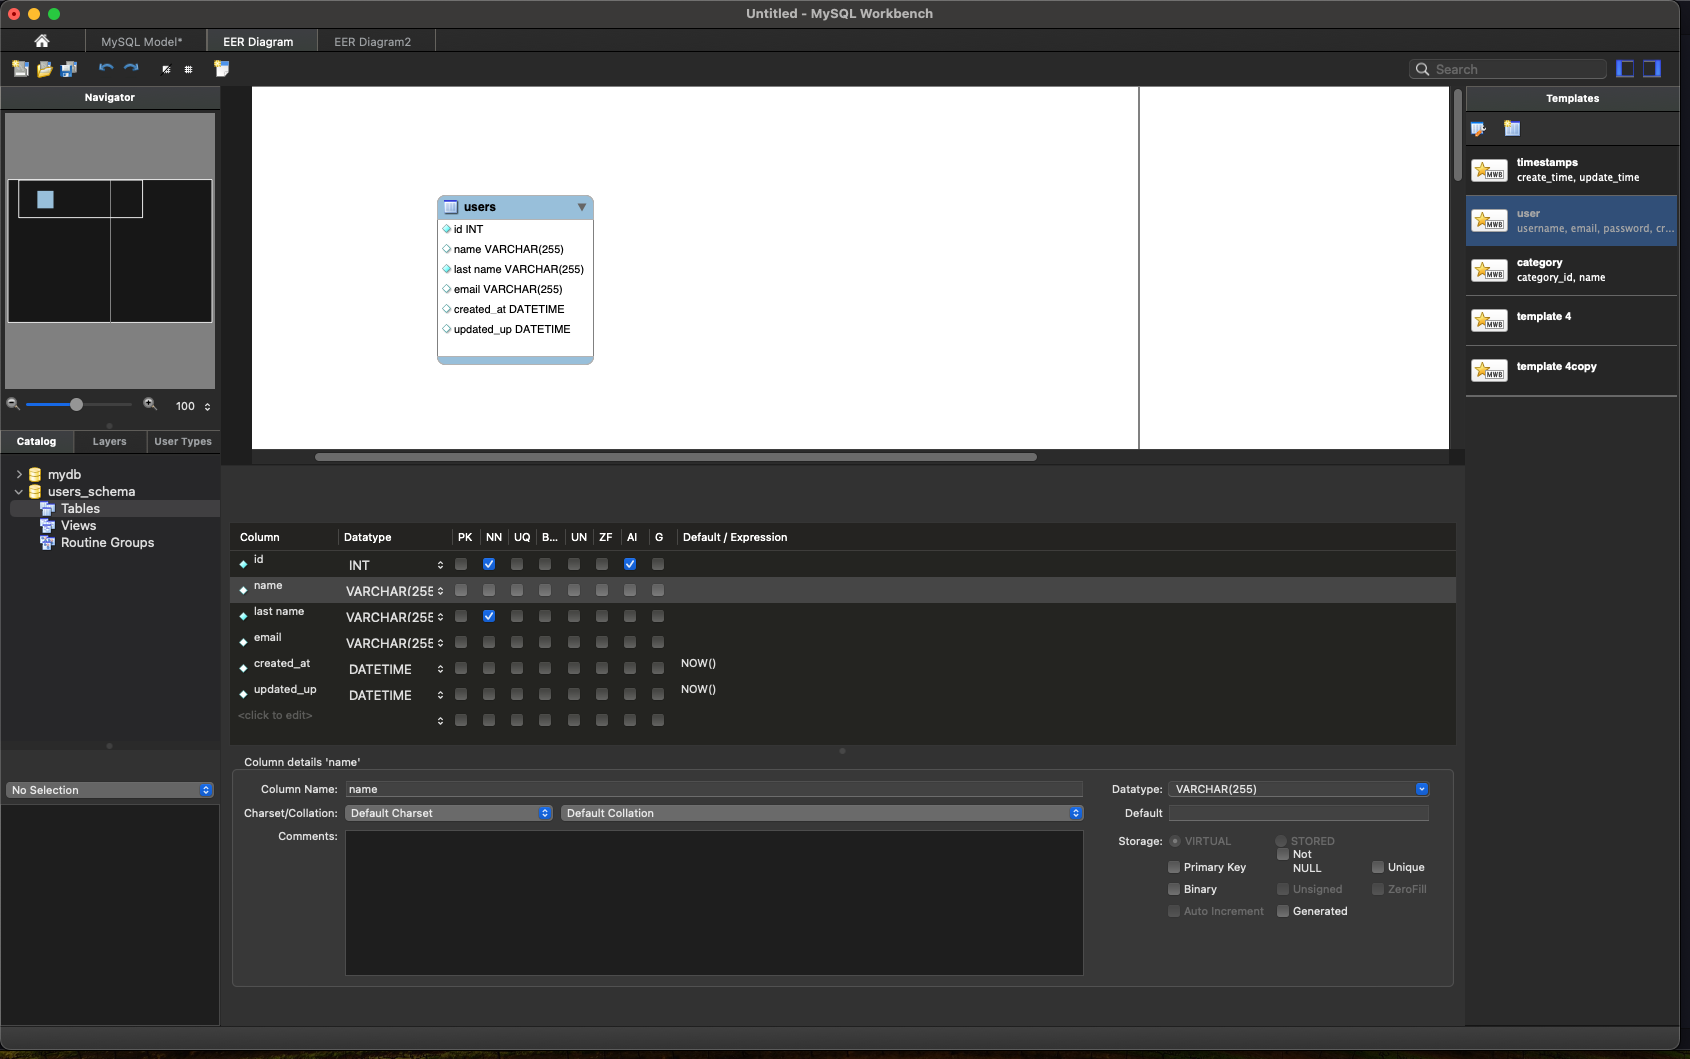 Untitled - MySQL Workbench
MySQL Model*
EER Diagram
EER Diagram2
Search
Navigator
Templates
timestamps
create_time, update_time
user
username, email, password, cr...
category
category_id, name
template 4
template 4copy
MWB
MWB
MWB
MWB
MWB
users
id INT
name VARCHAR(255)
last name VARCHAR(255)
email VARCHAR(255)
created_at DATETIME
updated_up DATETIME
100
Catalog
Layers
User Types
mydb
users_schema
Tables
Views
Routine Groups
No Selection
Column Datatype PK NN UQ B... UN ZF AI G Default / Expression
id INT
name VARCHAR(255
last name VARCHAR(255
email VARCHAR(255
created_at DATETIME NOW()
updated_up DATETIME NOW()
<click to edit>
Column details 'name'
Column Name: name
Charset/Collation: Default Charset Default Collation
Comments:
Datatype: VARCHAR(255)
Default
Storage: VIRTUAL STORED
Primary Key Not NULL Unique
Binary Unsigned ZeroFill
Auto Increment Generated